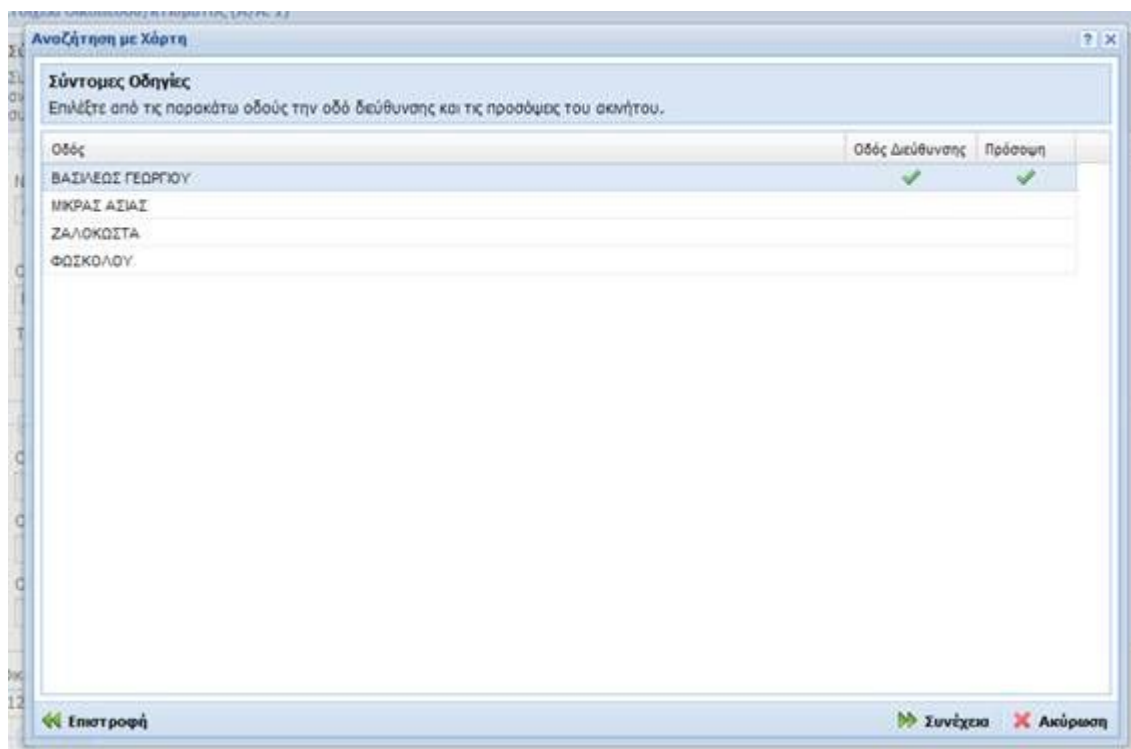 Αναζήτηση με Χάρτη
Σύντομες Οδηγίες
Επιλέξτε από τις παρακάτω οδούς την οδό διεύθυνσης και τις προσόψεις του ακινήτου.
Οδός Οδός Διεύθυνσης Πρόσοψη
ΒΑΣΙΛΕΩΣ ΓΕΩΡΓΙΟΥ
ΜΙΚΡΑΣ ΑΣΙΑΣ
ΖΑΛΟΚΩΣΤΑ
ΦΩΣΚΟΛΟΥ
Επιστροφή Συνέχεια Ακύρωση